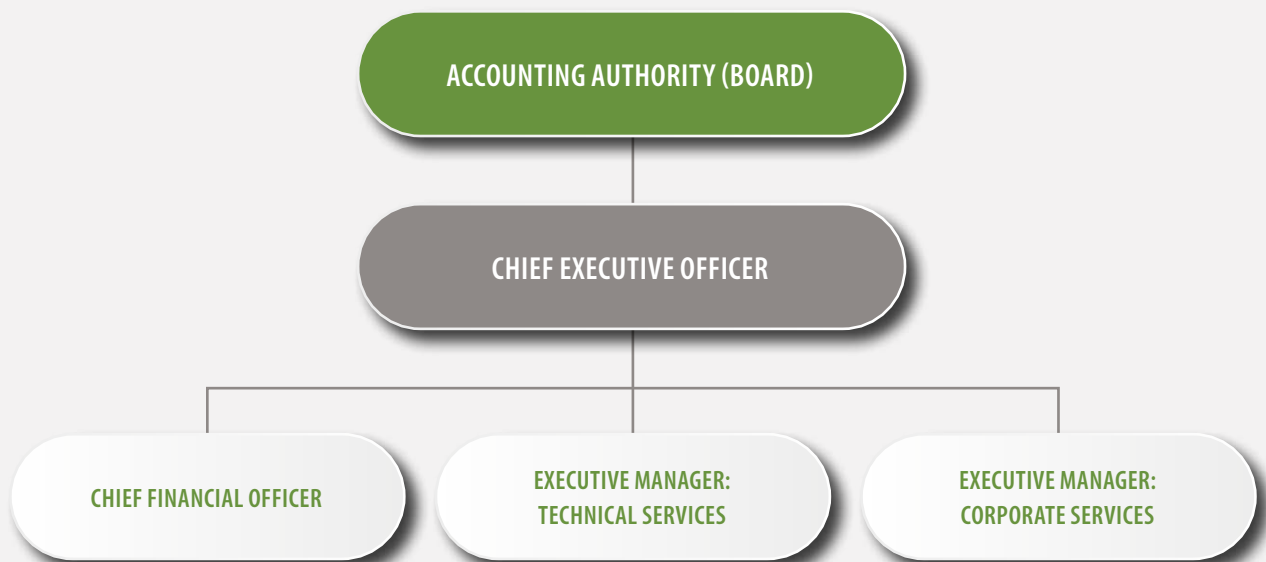 ACCOUNTING AUTHORITY (BOARD)
CHIEF EXECUTIVE OFFICER
CHIEF FINANCIAL OFFICER
EXECUTIVE MANAGER:
TECHNICAL SERVICES
EXECUTIVE MANAGER:
CORPORATE SERVICES